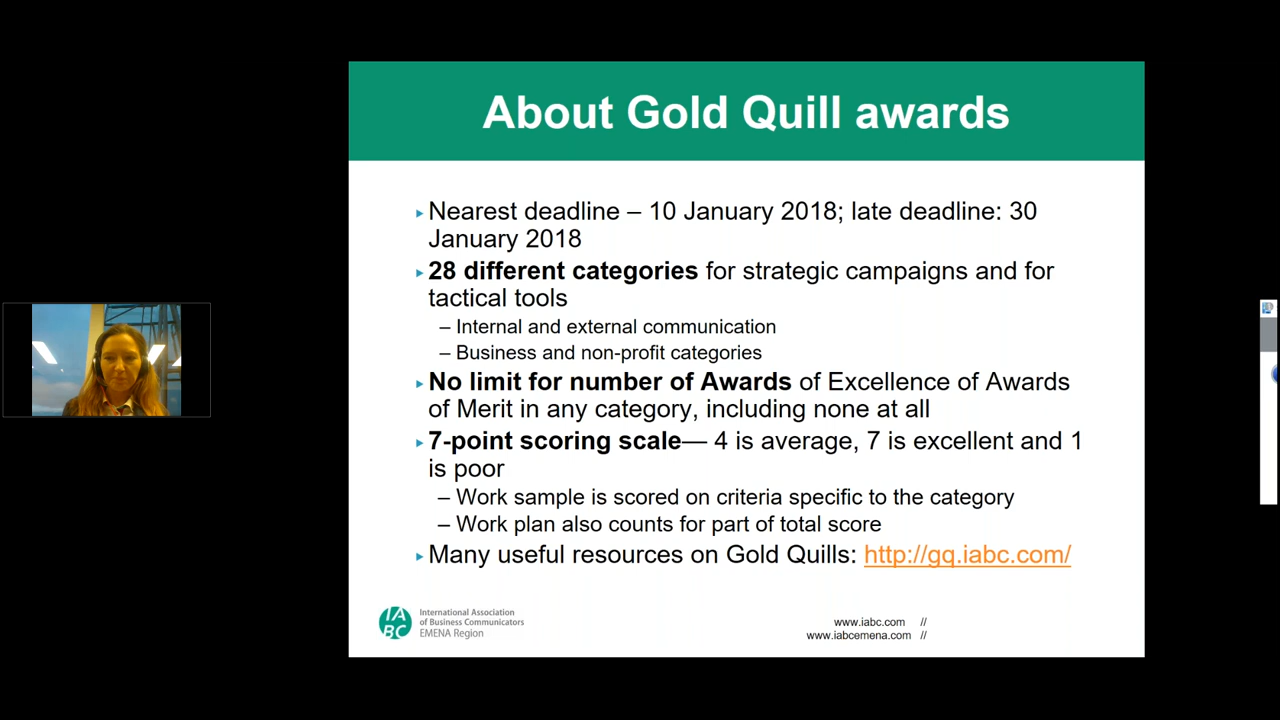 About Gold Quill awards
▸Nearest deadline – 10 January 2018; late deadline: 30
January 2018
▸28 different categories for strategic campaigns and for
tactical tools
– Internal and external communication
– Business and non-profit categories
▸No limit for number of Awards of Excellence of Awards
of Merit in any category, including none at all
▸7-point scoring scale— 4 is average, 7 is excellent and 1
is poor
– Work sample is scored on criteria specific to the category
– Work plan also counts for part of total score
▸Many useful resources on Gold Quills: http://gq.iabc.com/
IA
BC
International Association
of Business Communicators
EMENA Region
www.iabc.com //
www.iabcemena.com //